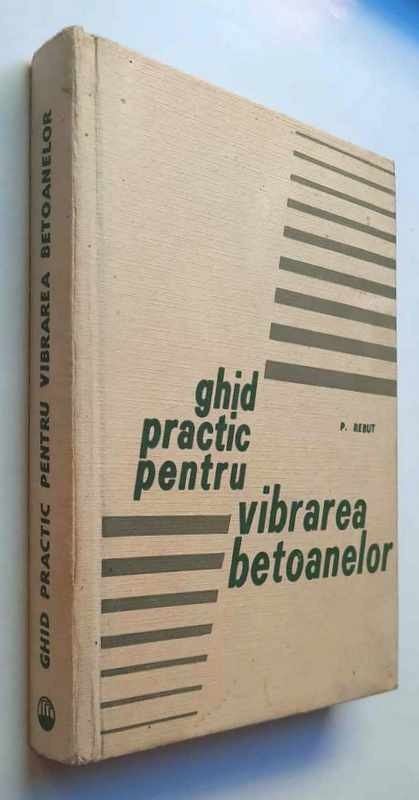 GHID PRACTIC PENTRU VIBRAREA BETOANELOR
ghid
practic
pentru
P. REBUT
vibrarea
betoanelor